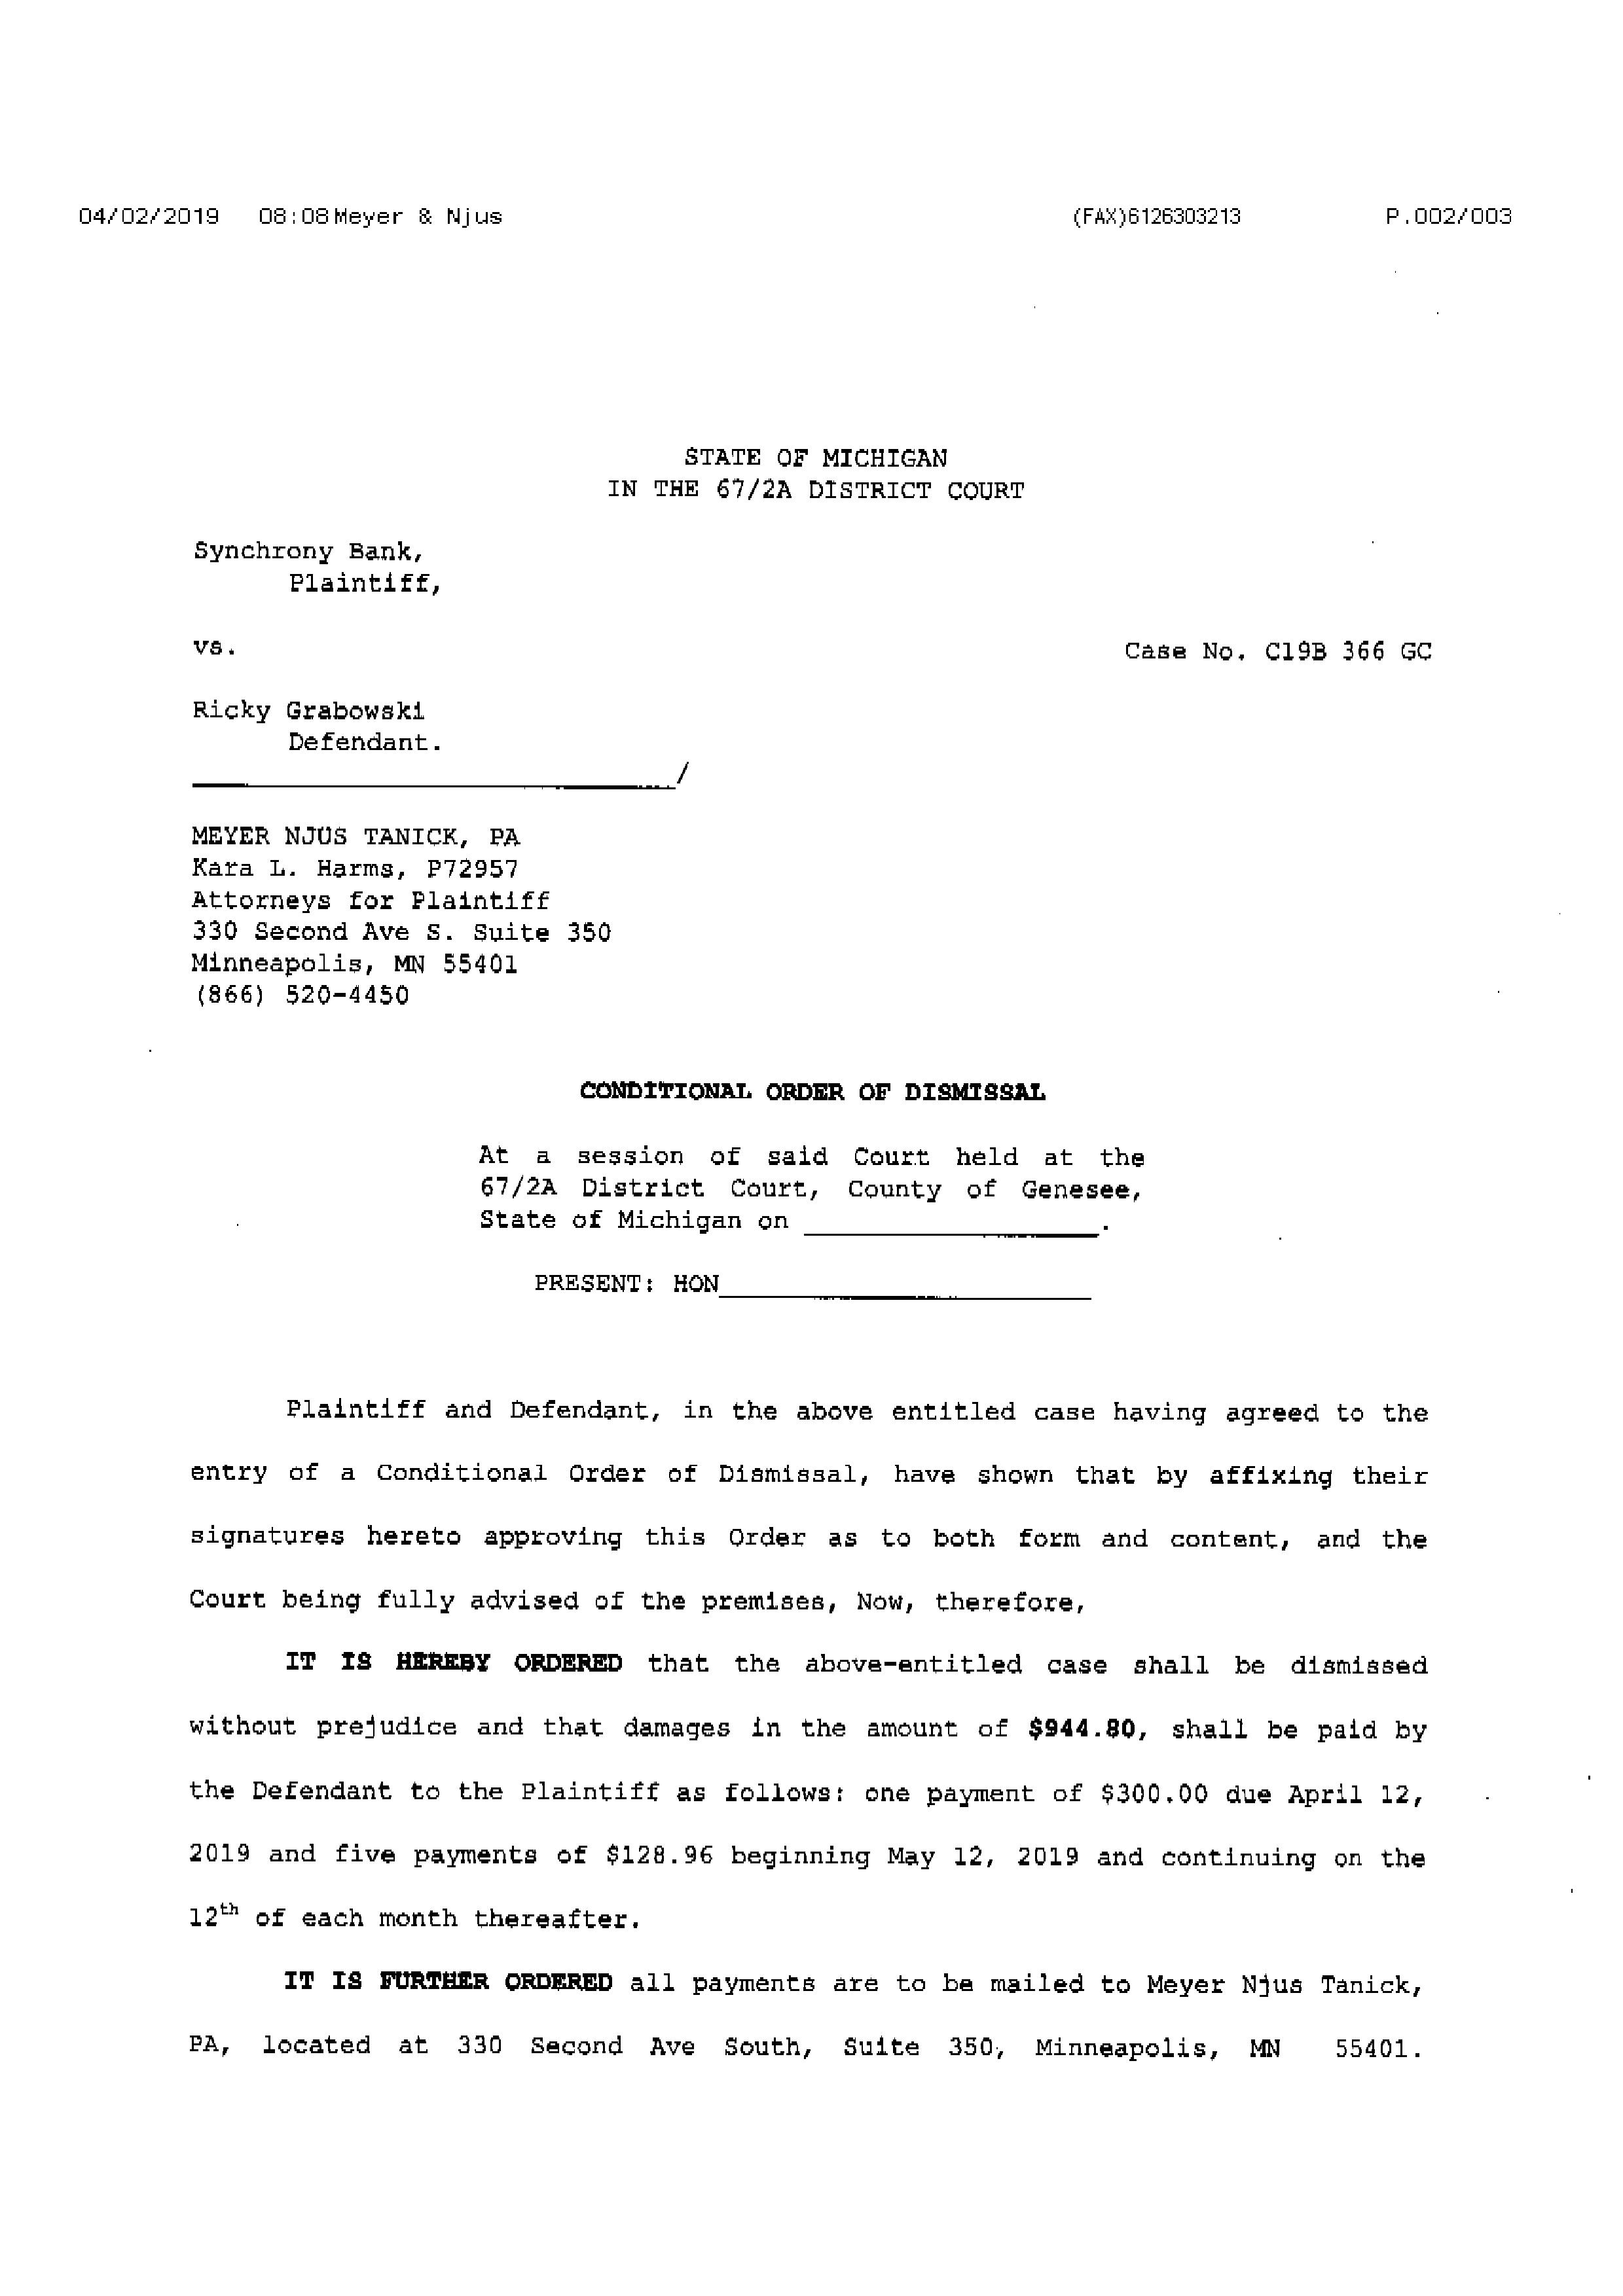 04/02/2019 08:08 Meyer & Njus (FAX)6126303213 P.002/003
STATE OF MICHIGAN
IN THE 67/2A DISTRICT COURT
Synchrony Bank,
Plaintiff,
vs.
Case No. C19B 366 GC
Ricky Grabowski
Defendant.
/
MEYER NJUS TANICK, PA
Kara L. Harms, P72957
Attorneys for Plaintiff
330 Second Ave S. Suite 350
Minneapolis, MN 55401
(866) 520-4450
CONDITIONAL ORDER OF DISMISSAL
At a session of said Court held at the
67/2A District Court, County of Genesee,
State of Michigan on ____________________.
PRESENT: HON_________________________
Plaintiff and Defendant, in the above entitled case having agreed to the
entry of a Conditional Order of Dismissal, have shown that by affixing their
signatures hereto approving this Order as to both form and content, and the
Court being fully advised of the premises, Now, therefore,
IT IS HEREBY ORDERED that the above-entitled case shall be dismissed
without prejudice and that damages in the amount of $944.80, shall be paid by
the Defendant to the Plaintiff as follows: one payment of $300.00 due April 12,
2019 and five payments of $128.96 beginning May 12, 2019 and continuing on the
12th of each month thereafter.
IT IS FURTHER ORDERED all payments are to be mailed to Meyer Njus Tanick,
PA, located at 330 Second Ave South, Suite 350, Minneapolis, MN 55401.